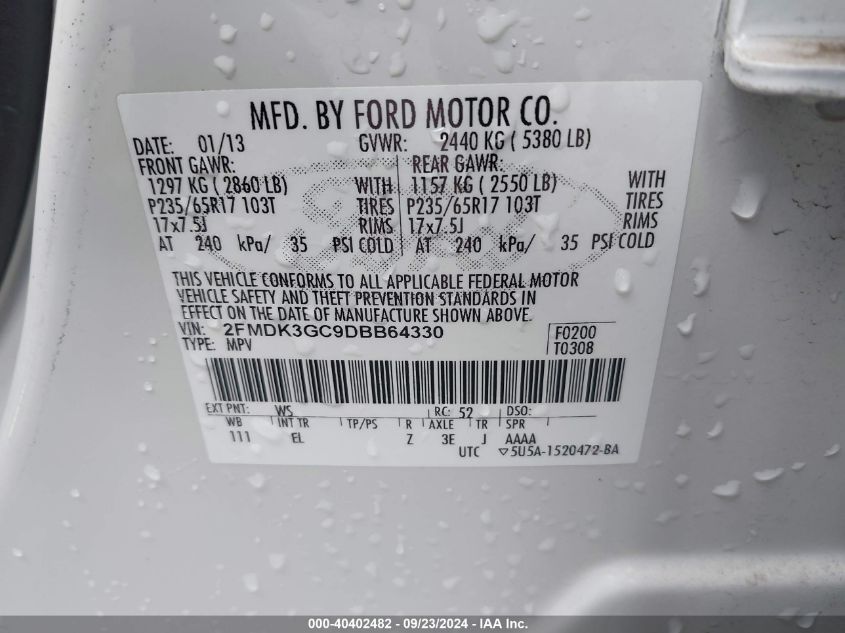 MFD. BY FORD MOTOR CO.
DATE: 01/13 GVWR: 2440 KG ( 5380 LB)
FRONT GAWR: REAR GAWR:
1297 KG ( 2860 LB) WITH 1157 KG ( 2550 LB) WITH
P235/65R17 103T TIRES P235/65R17 103T TIRES
17x7.5J RIMS 17x7.5J RIMS
AT 240 kPa/ 35 PSI COLD AT 240 kPa/ 35 PSI COLD
THIS VEHICLE CONFORMS TO ALL APPLICABLE FEDERAL MOTOR
VEHICLE SAFETY AND THEFT PREVENTION STANDARDS IN
EFFECT ON THE DATE OF MANUFACTURE SHOWN ABOVE.
VIN: 2FMDK3GC9DBB64330 F0200
TYPE: MPV T0308
EXT PNT: WS RC: 52 DSO:
WB INT TR TP/PS R AXLE TR SPR
111 EL Z 3E J AAAA
UTC ▽5U5A-1520472-BA
000-40402482 - 09/23/2024 - IAA Inc.